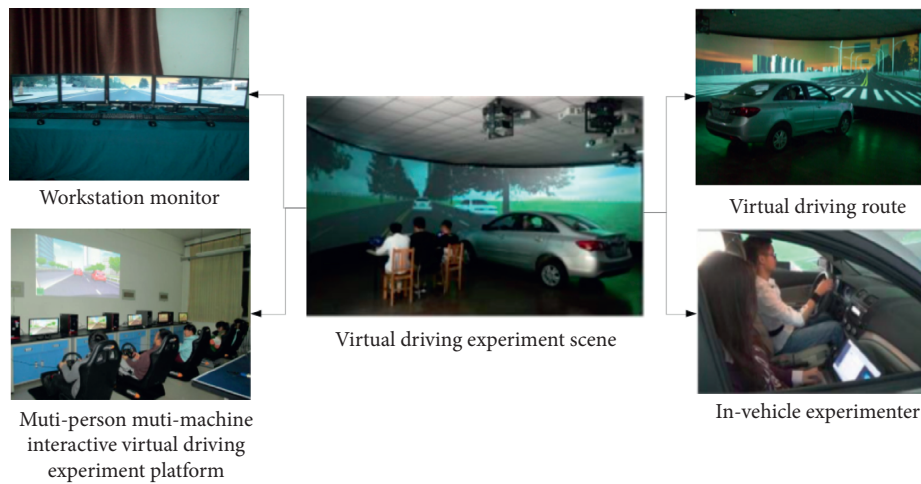 Workstation monitor
Virtual driving route
Virtual driving experiment scene
Muti-person muti-machine
interactive virtual driving
experiment platform
In-vehicle experimenter